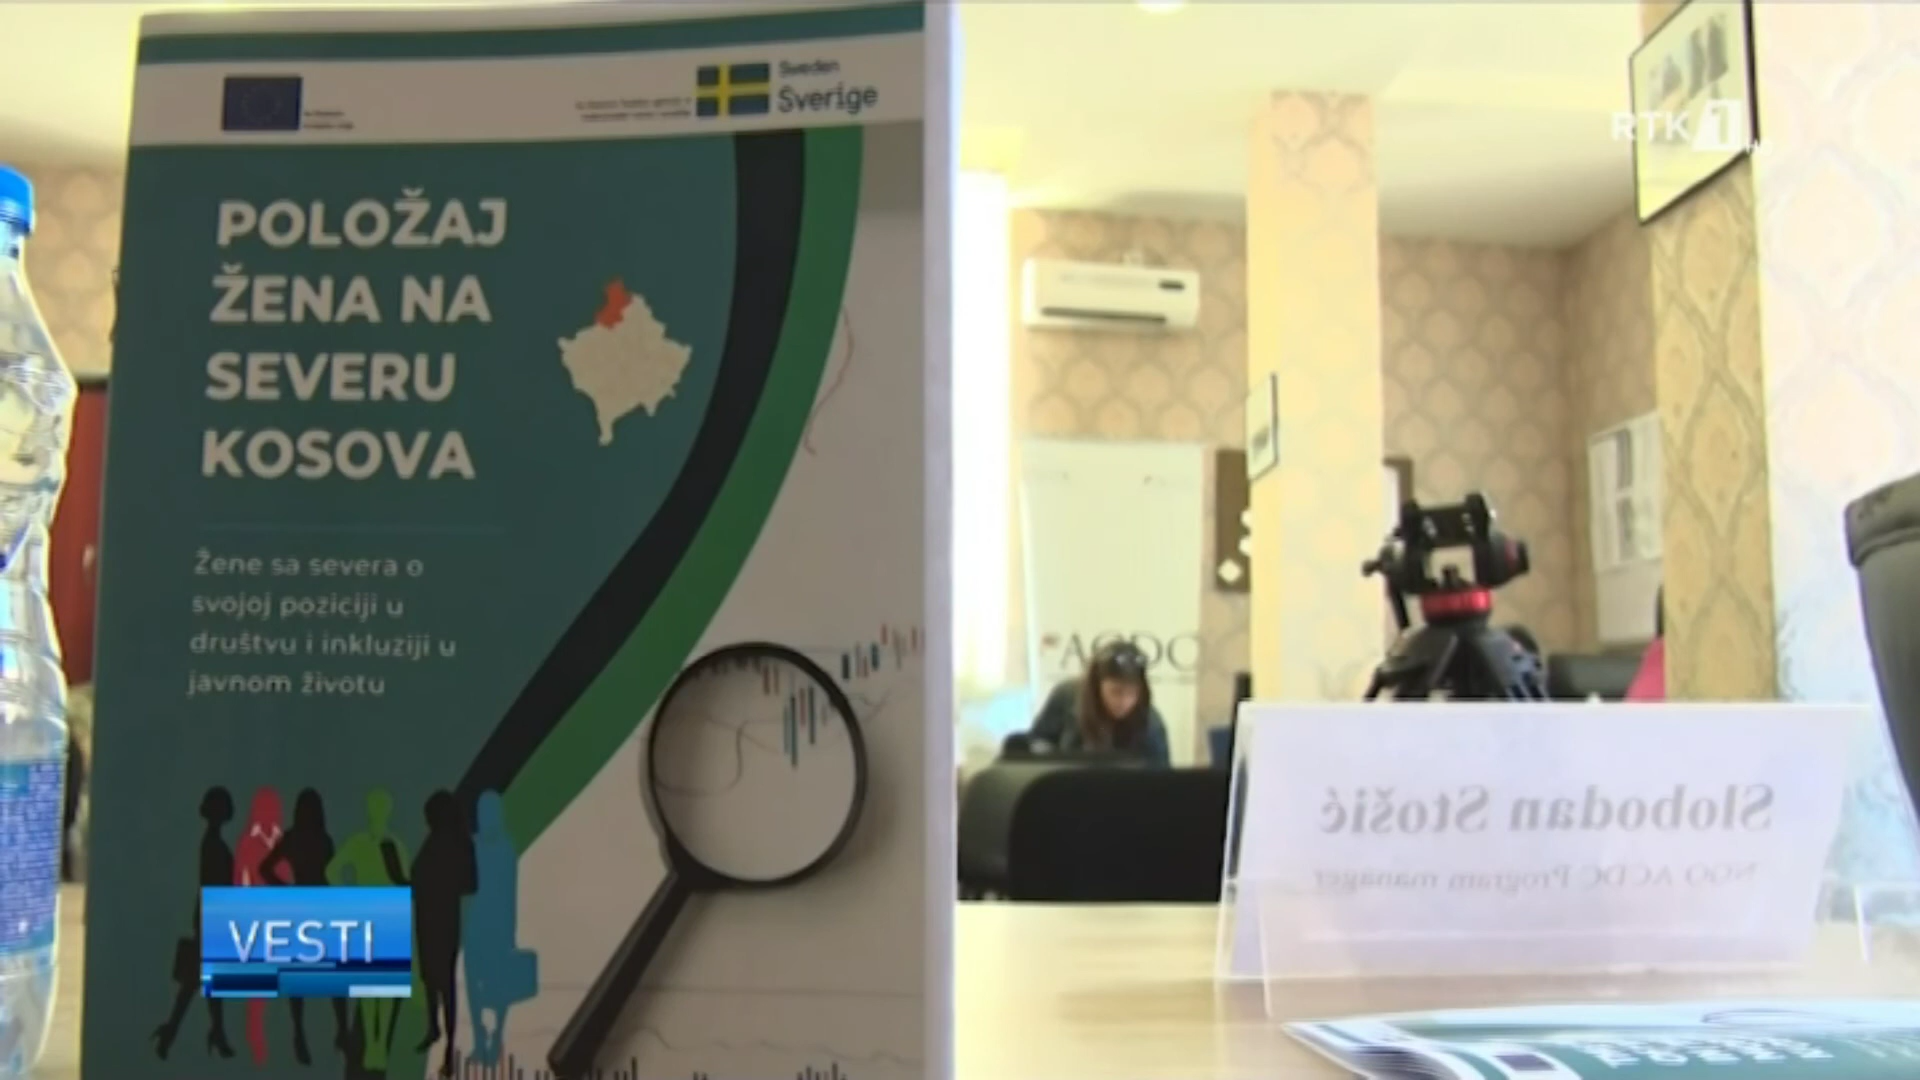 Sweden
Sverige
RTK 1
POLOŽAJ
ŽENA NA
SEVERU
KOSOVA
Žene sa severa o
svojoj poziciji u
društvu i inkluziji u
javnom životu
ACDC
Slobodan Stošić
NGO ACDC Program manager
VESTI